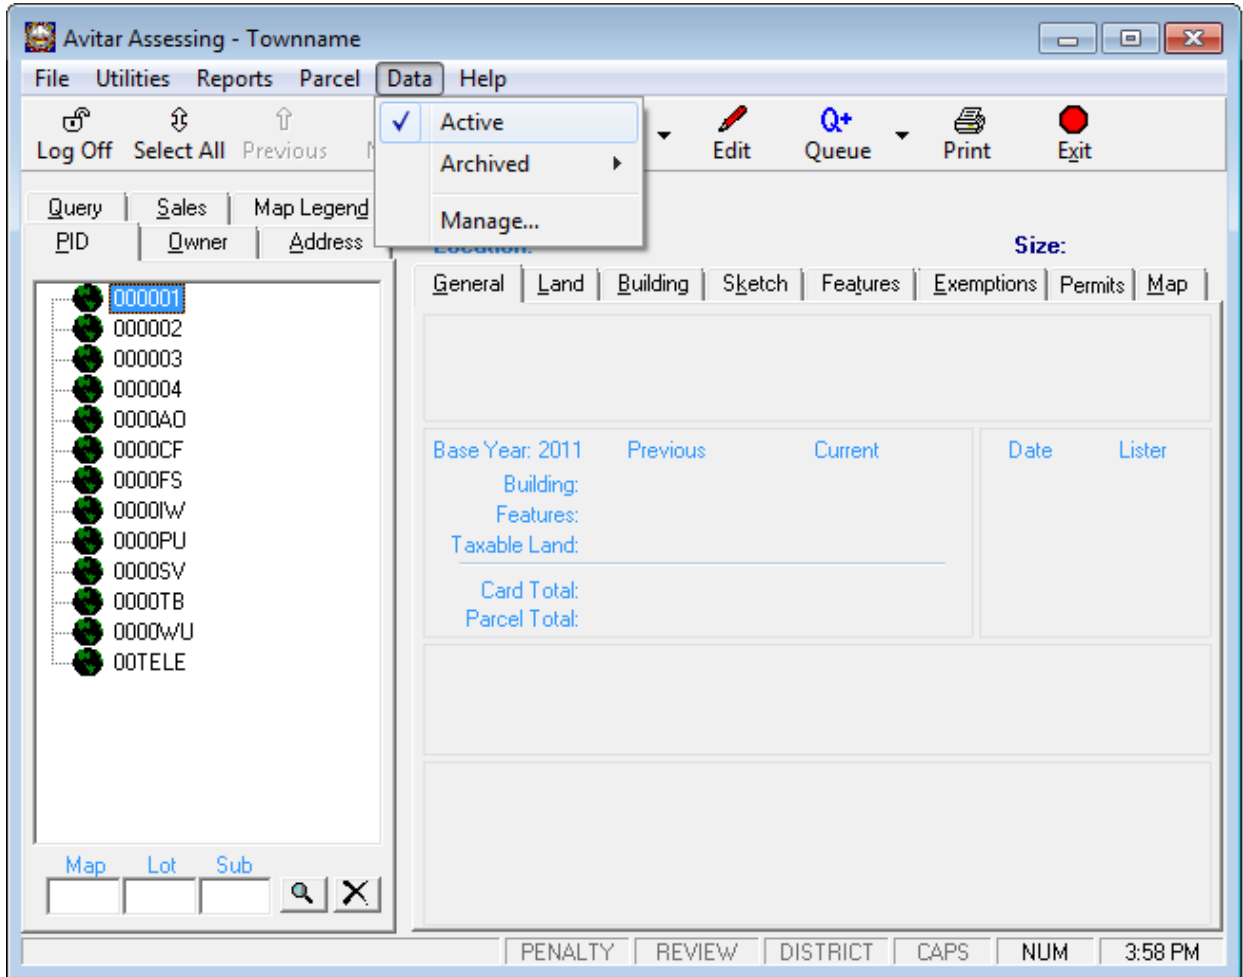 Avitar Assessing - Townname
File Utilities Reports Parcel Data Help
Active
Archived
Manage...
Log Off Select All Previous Edit Queue Print Exit
Q+
Query Sales Map Legend
PID Owner Address
Location: Size:
General Land Building Sketch Features Exemptions Permits Map
000001
000002
000003
000004
0000AO
0000CF
0000FS
0000IW
0000PU
0000SV
0000TB
0000WU
00TELE
Base Year: 2011 Previous Current Date Lister
Building:
Features:
Taxable Land:
Card Total:
Parcel Total:
Map Lot Sub
PENALTY REVIEW DISTRICT CAPS NUM 3:58 PM